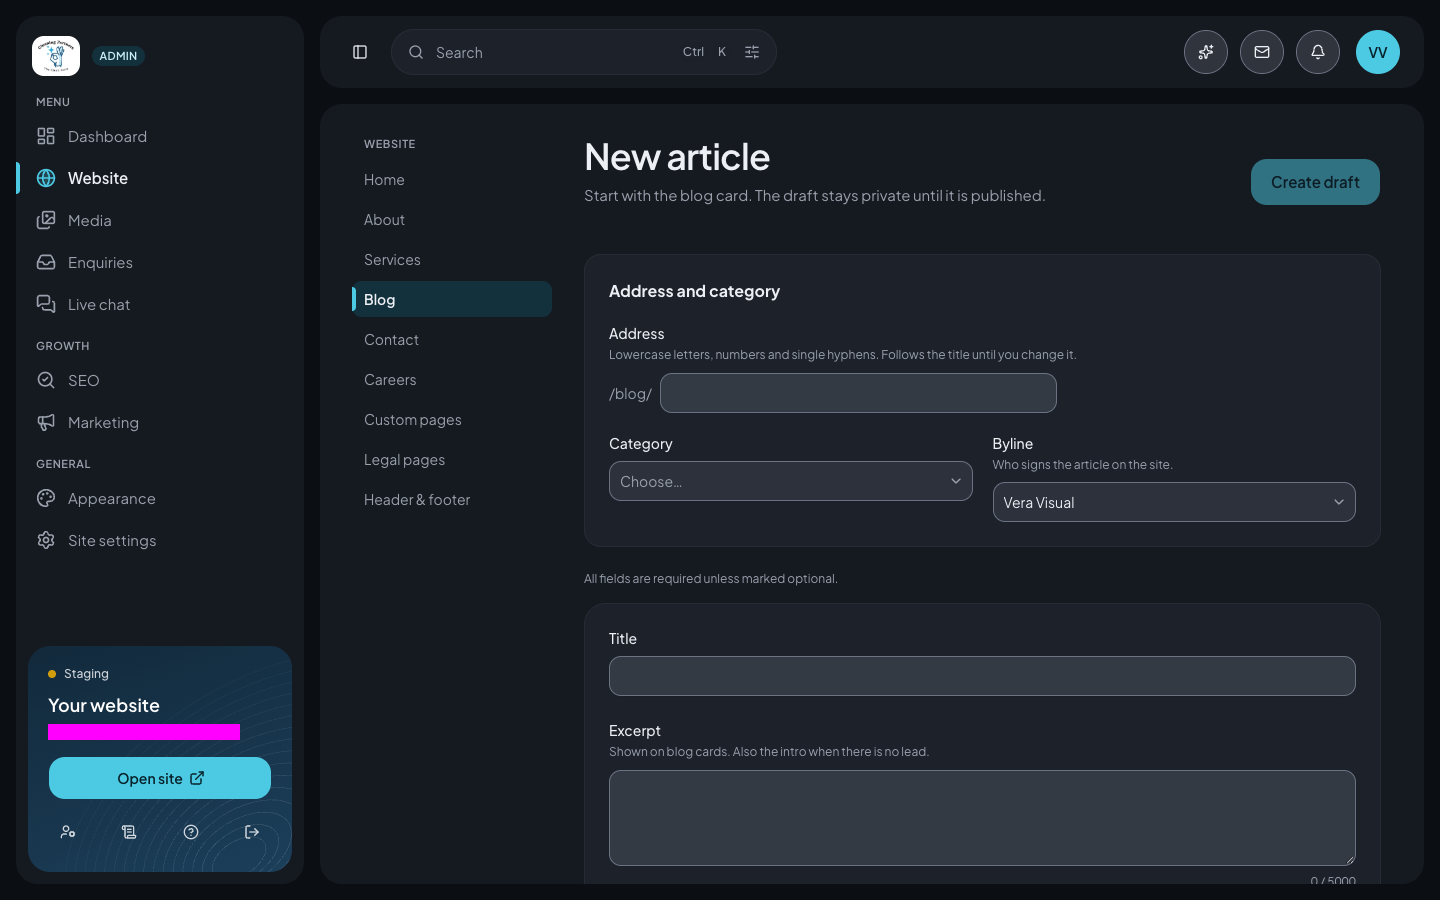 ADMIN
MENU
Dashboard
Website
Media
Enquiries
Live chat
GROWTH
SEO
Marketing
GENERAL
Appearance
Site settings
Staging
Your website
Open site
Search
Ctrl K
VV
WEBSITE
Home
About
Services
Blog
Contact
Careers
Custom pages
Legal pages
Header & footer
New article
Start with the blog card. The draft stays private until it is published.
Create draft
Address and category
Address
Lowercase letters, numbers and single hyphens. Follows the title until you change it.
/blog/
Category
Choose...
Byline
Who signs the article on the site.
Vera Visual
All fields are required unless marked optional.
Title
Excerpt
Shown on blog cards. Also the intro when there is no lead.
0 / 5000